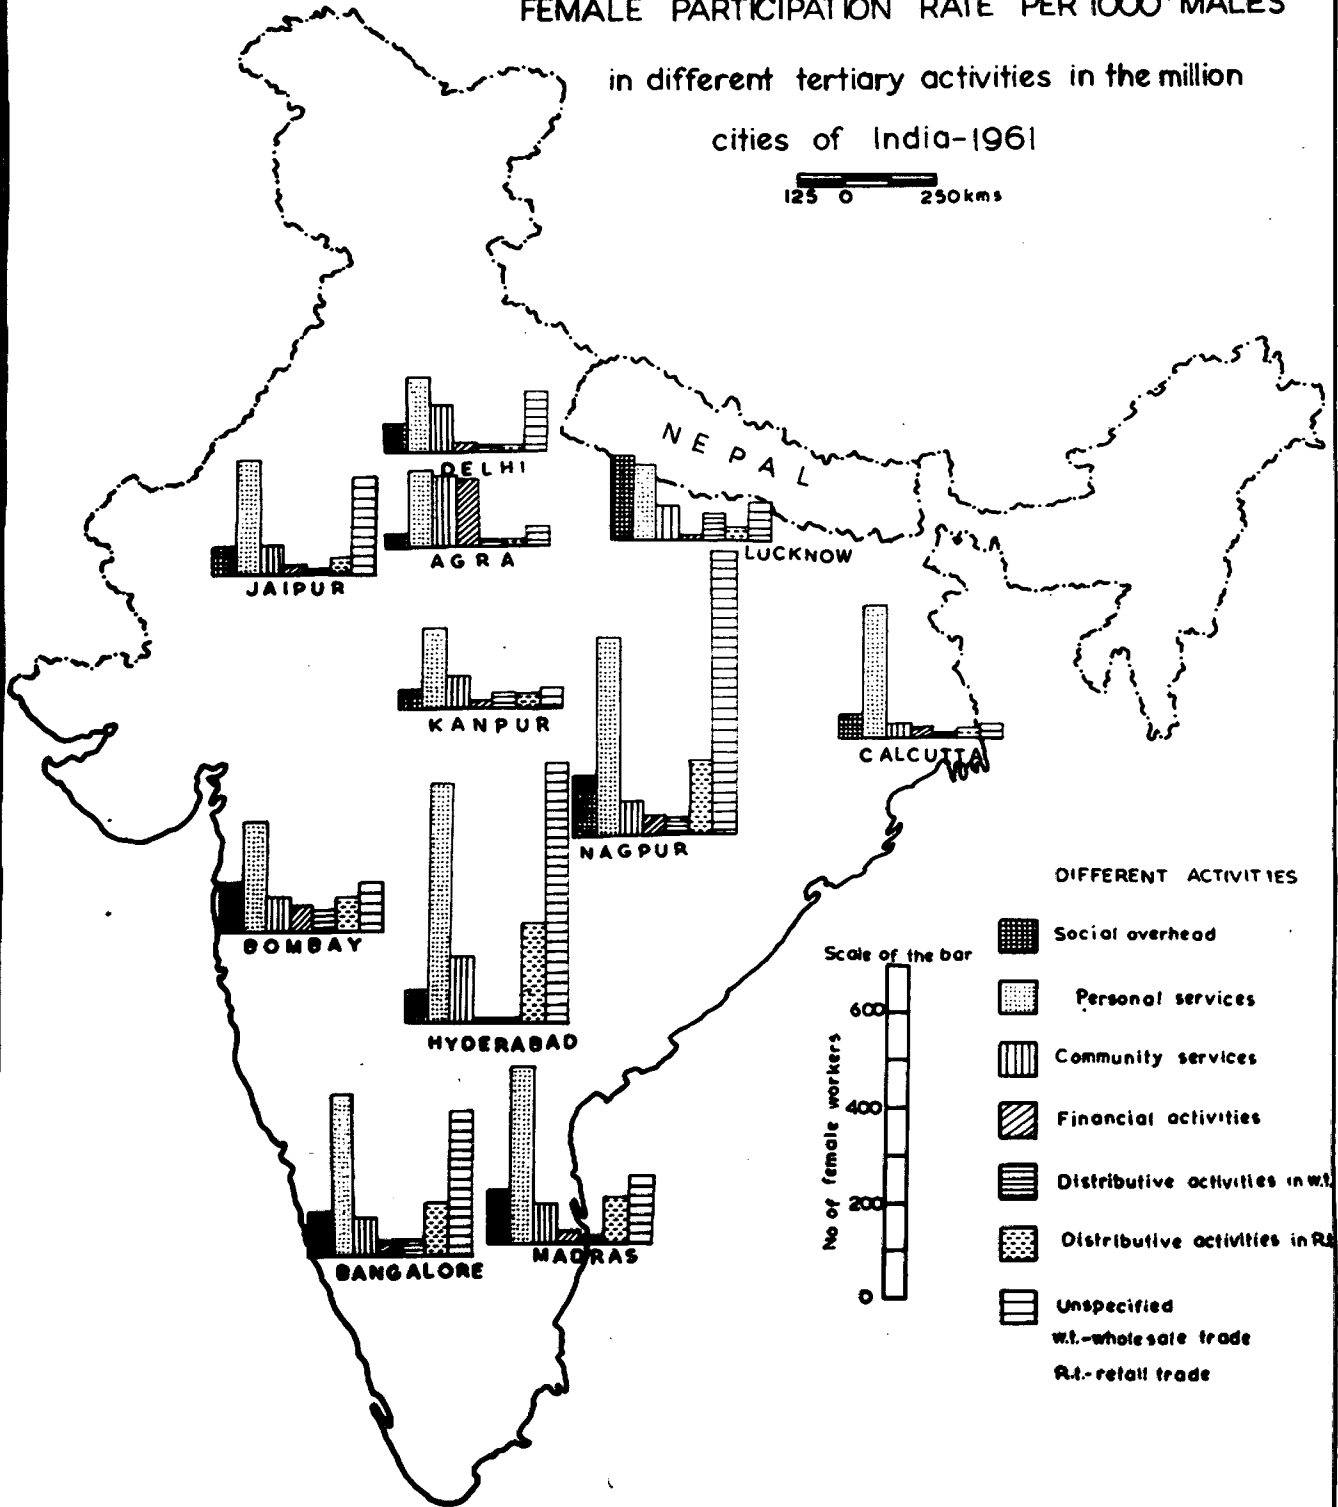 FEMALE PARTICIPATION RATE PER 1000 MALES
in different tertiary activities in the million
cities of India-1961
125 0 250kms
NEPAL
DELHI
AGRA
JAIPUR
LUCKNOW
KANPUR
CALCUTTA
NAGPUR
BOMBAY
HYDERABAD
BANGALORE
MADRAS
Scale of the bar
No of female workers
600
400
200
0
DIFFERENT ACTIVITIES
Social overhead
Personal services
Community services
Financial activities
Distributive activities in w.t.
Distributive activities in R.t
Unspecified
w.t.-wholesale trade
R.t.-retail trade